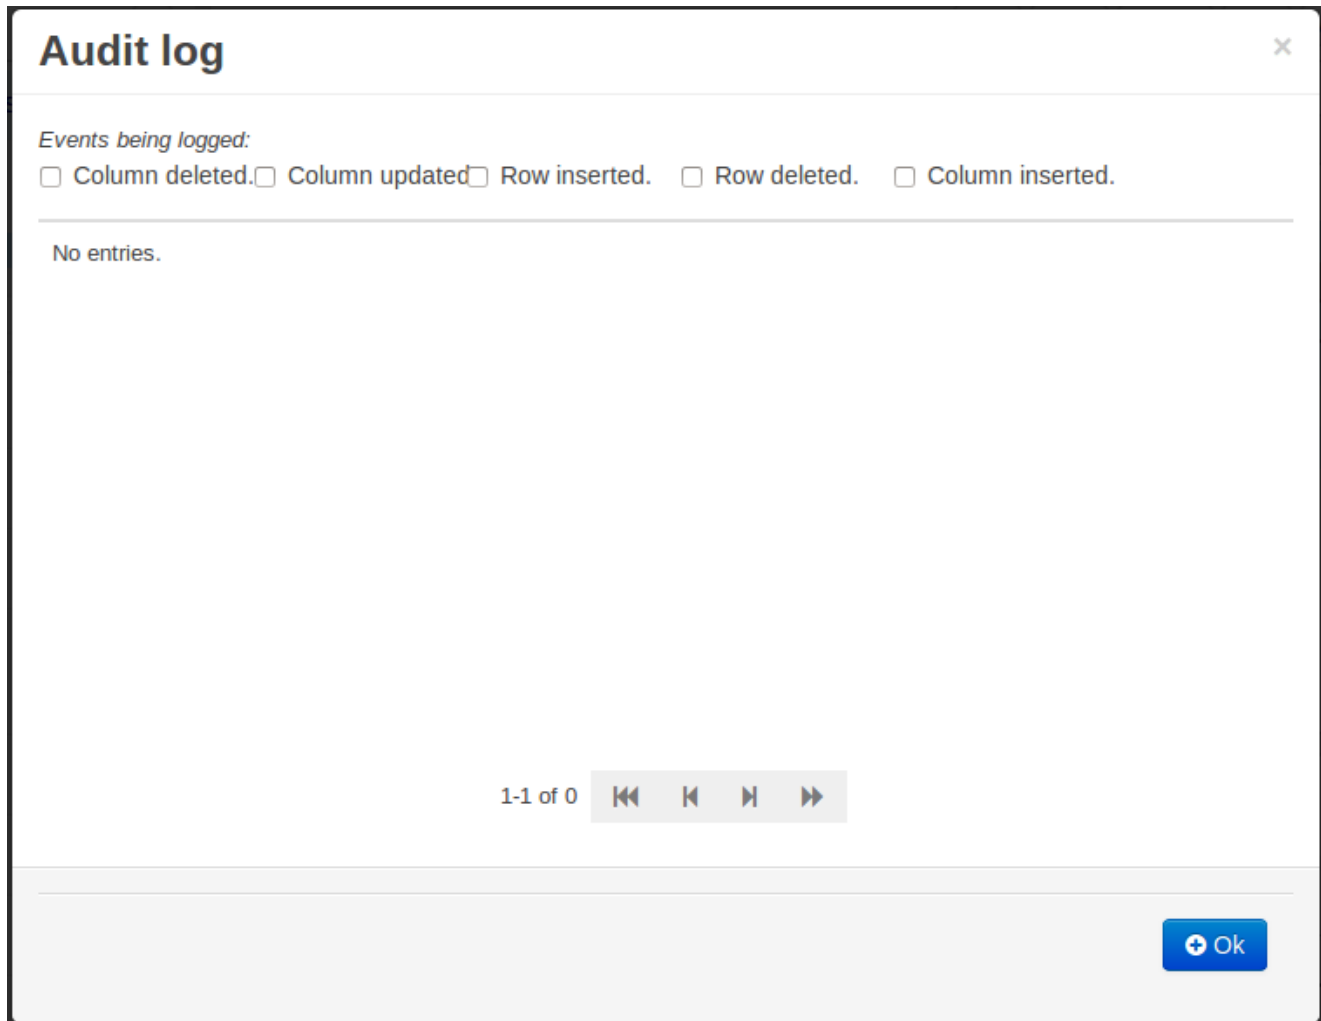 Audit log ×
Events being logged:
Column deleted. Column updated Row inserted. Row deleted. Column inserted.
No entries.
1-1 of 0
Ok